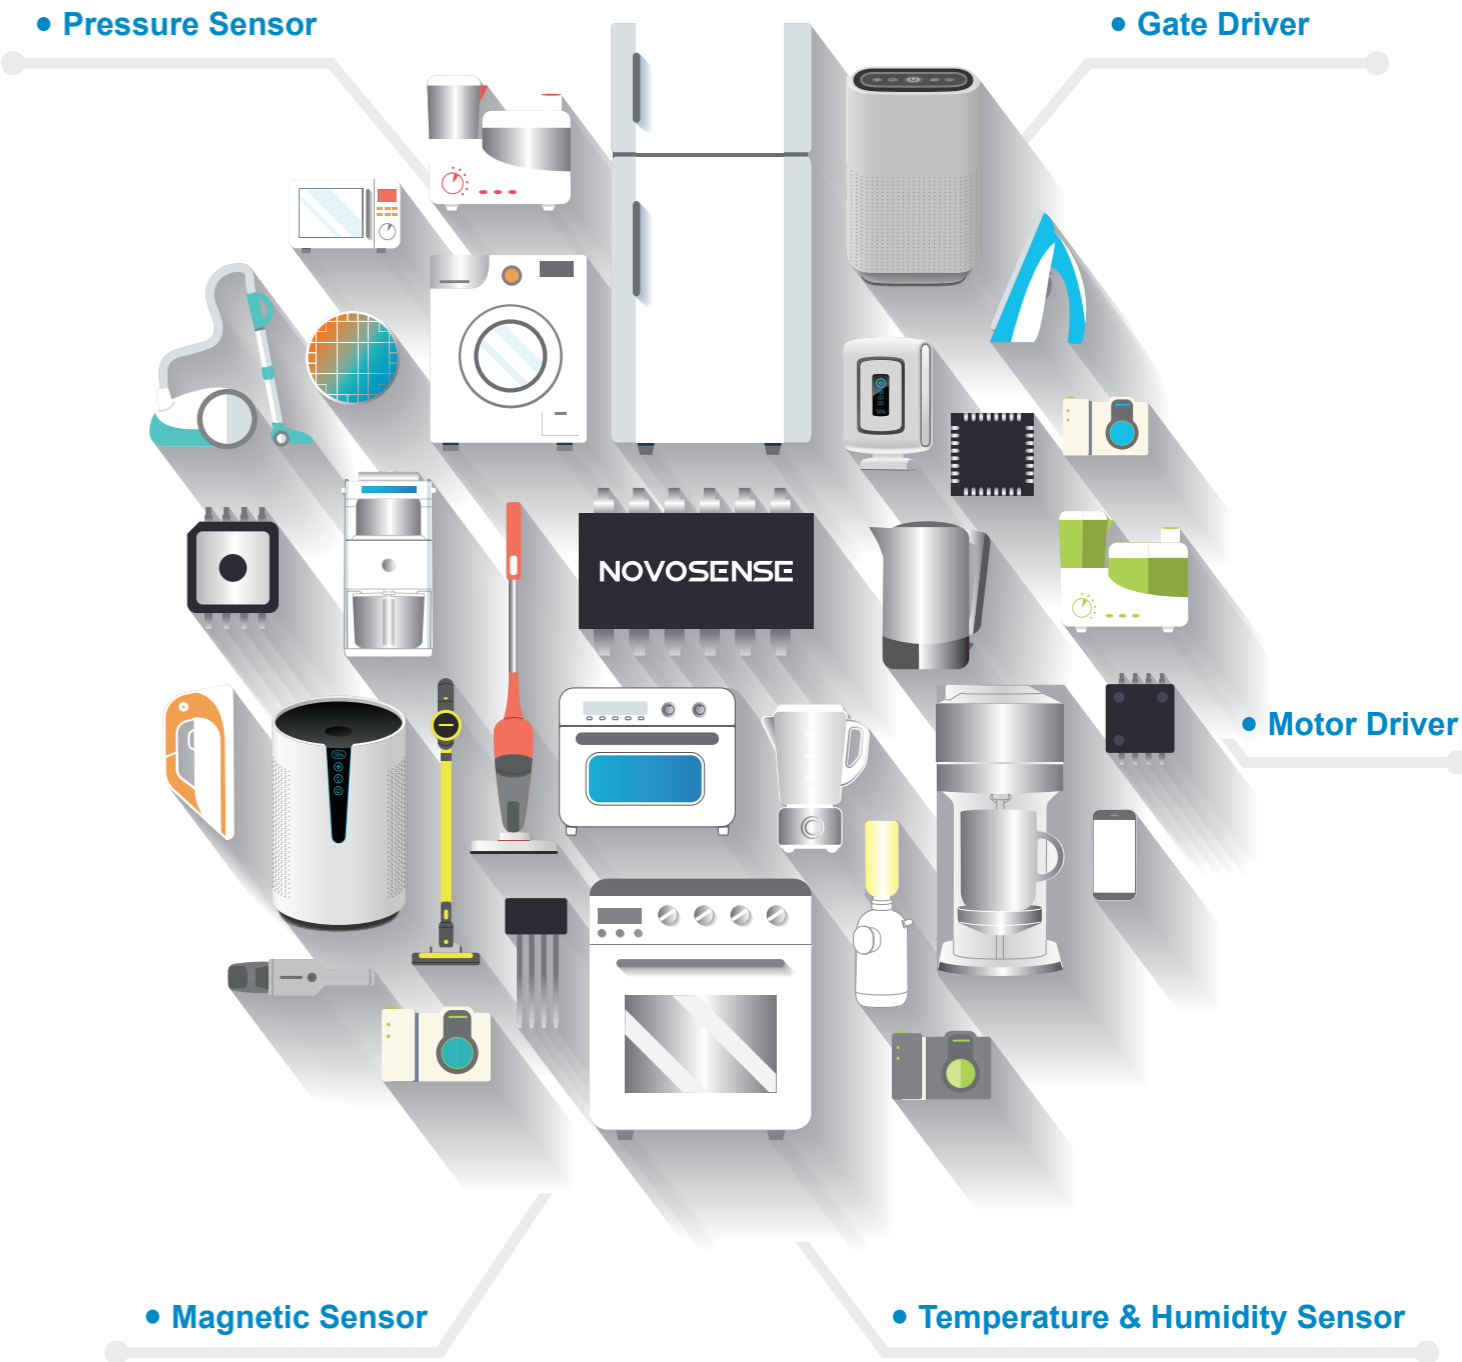 • Pressure Sensor
• Gate Driver
NOVOSENSE
• Motor Driver
• Magnetic Sensor
• Temperature & Humidity Sensor